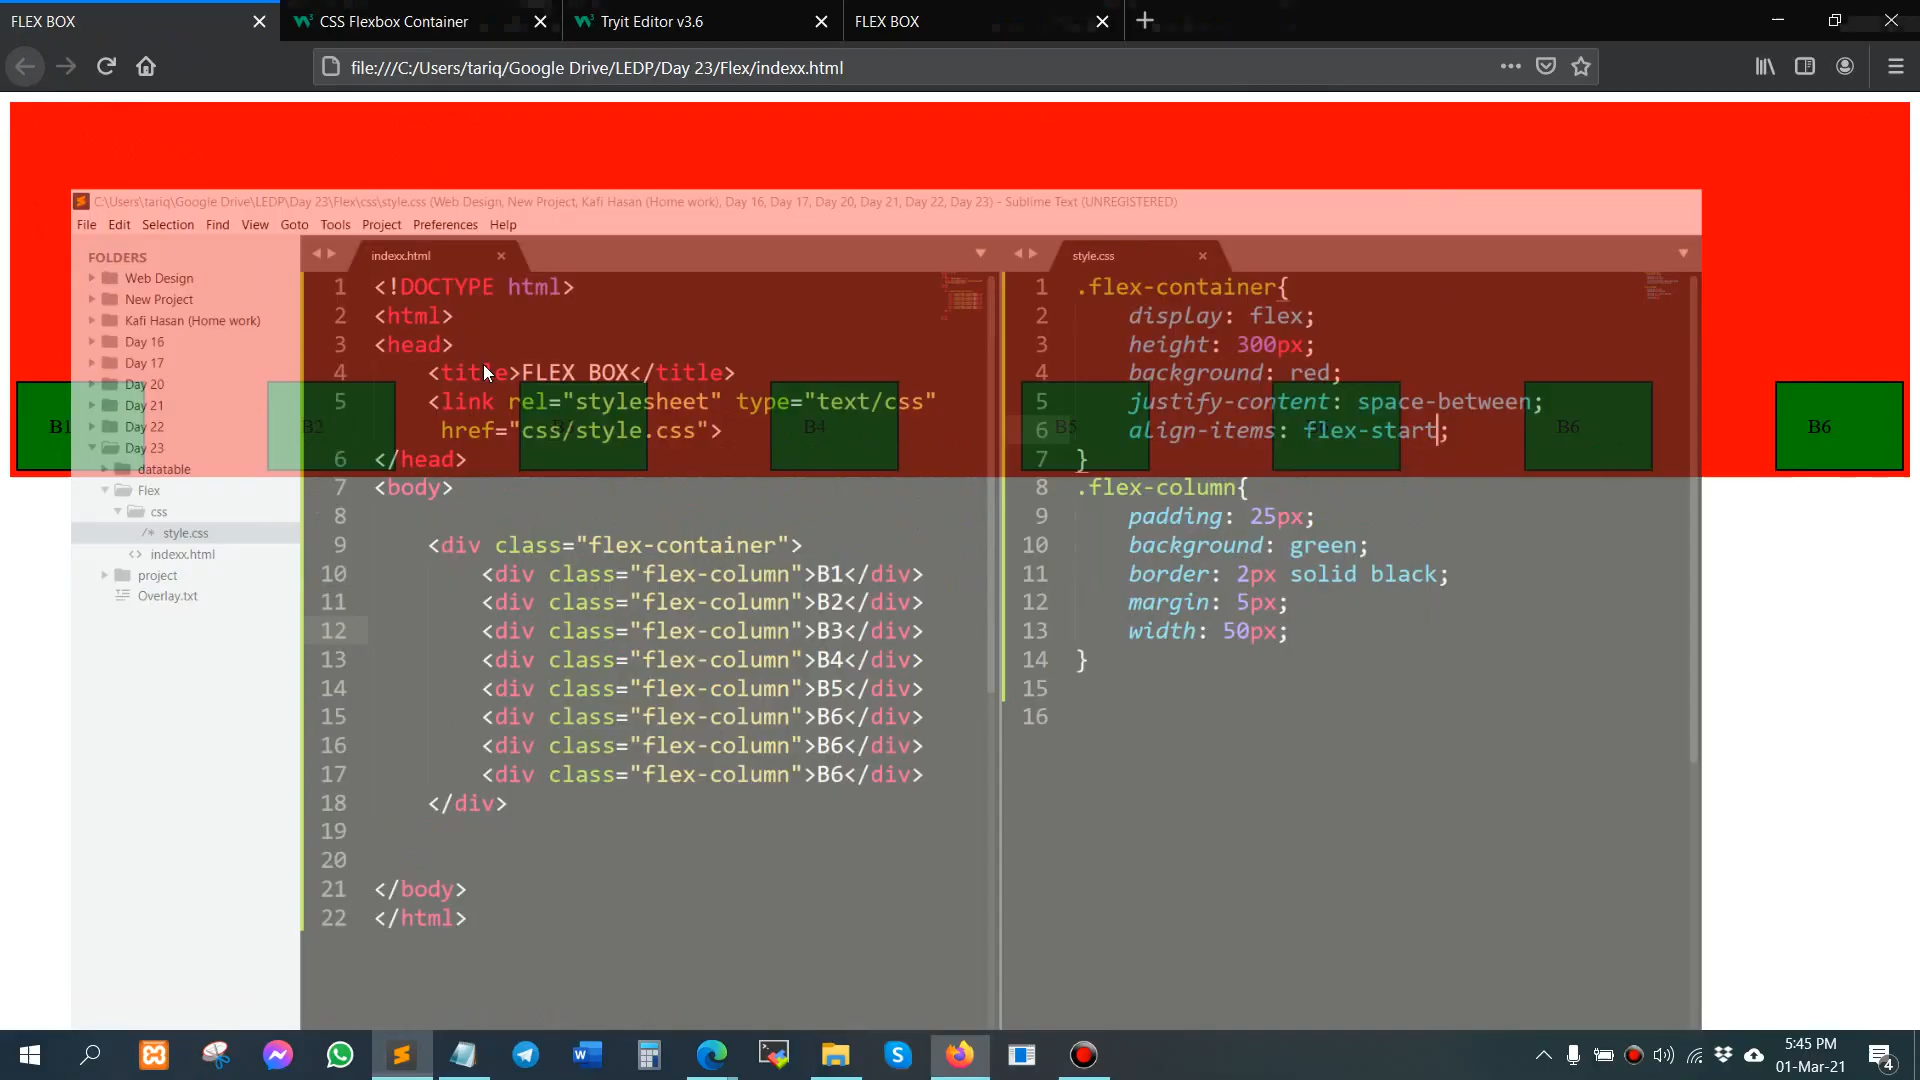 FLEX BOX
CSS Flexbox Container
Tryit Editor v3.6
FLEX BOX
file:///C:/Users/tariq/Google Drive/LEDP/Day 23/Flex/indexx.html
C:\Users\tariq\Google Drive\LEDP\Day 23\Flex\css\style.css (Web Design, New Project, Kafi Hasan (Home work), Day 16, Day 17, Day 20, Day 21, Day 22, Day 23) - Sublime Text (UNREGISTERED)
File Edit Selection Find View Goto Tools Project Preferences Help
FOLDERS
Web Design
New Project
Kafi Hasan (Home work)
Day 16
Day 17
Day 20
Day 21
Day 22
Day 23
datatable
Flex
css
/* style.css
<> indexx.html
project
Overlay.txt
indexx.html
1 <!DOCTYPE html>
2 <html>
3 <head>
4 <title>FLEX BOX</title>
5 <link rel="stylesheet" type="text/css"
href="css/style.css">
6 </head>
7 <body>
8
9 <div class="flex-container">
10 <div class="flex-column">B1</div>
11 <div class="flex-column">B2</div>
12 <div class="flex-column">B3</div>
13 <div class="flex-column">B4</div>
14 <div class="flex-column">B5</div>
15 <div class="flex-column">B6</div>
16 <div class="flex-column">B6</div>
17 <div class="flex-column">B6</div>
18 </div>
19
20
21 </body>
22 </html>
style.css
1 .flex-container{
2 display: flex;
3 height: 300px;
4 background: red;
5 justify-content: space-between;
6 align-items: flex-start;
7 }
8 .flex-column{
9 padding: 25px;
10 background: green;
11 border: 2px solid black;
12 margin: 5px;
13 width: 50px;
14 }
15
16
B1
B2
B4
B5
B6
B6
5:45 PM
01-Mar-21
4